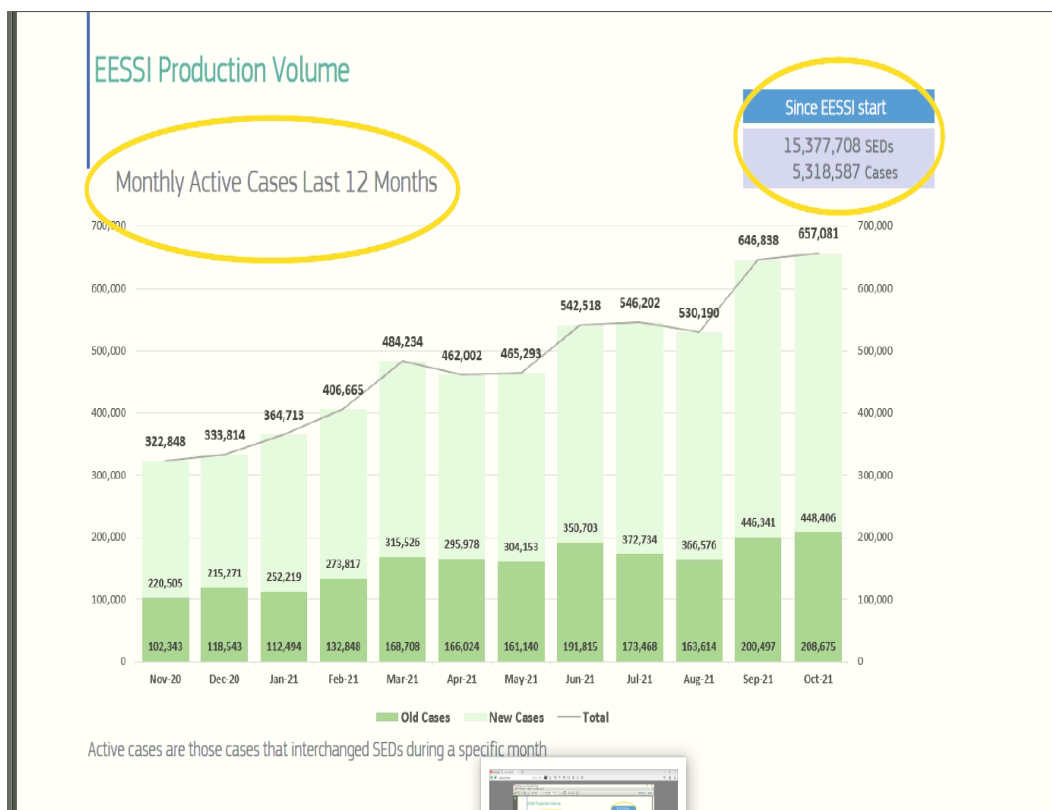 EESSI Production Volume
Since EESSI start
15,377,708 SEDs
5,318,587 Cases
Monthly Active Cases Last 12 Months
700,000 700,000
600,000 600,000
500,000 500,000
400,000 400,000
300,000 300,000
200,000 200,000
100,000 100,000
0 0
322,848 333,814 364,713 406,665 484,234 462,002 465,293 542,518 546,202 530,190 646,838 657,081
220,505 215,271 252,219 273,817 315,526 295,978 304,153 350,703 372,734 366,576 446,341 448,406
102,343 118,543 112,494 132,848 168,708 166,024 161,140 191,815 173,468 163,614 200,497 208,675
Nov-20 Dec-20 Jan-21 Feb-21 Mar-21 Apr-21 May-21 Jun-21 Jul-21 Aug-21 Sep-21 Oct-21
Old Cases New Cases Total
Active cases are those cases that interchanged SEDs during a specific month